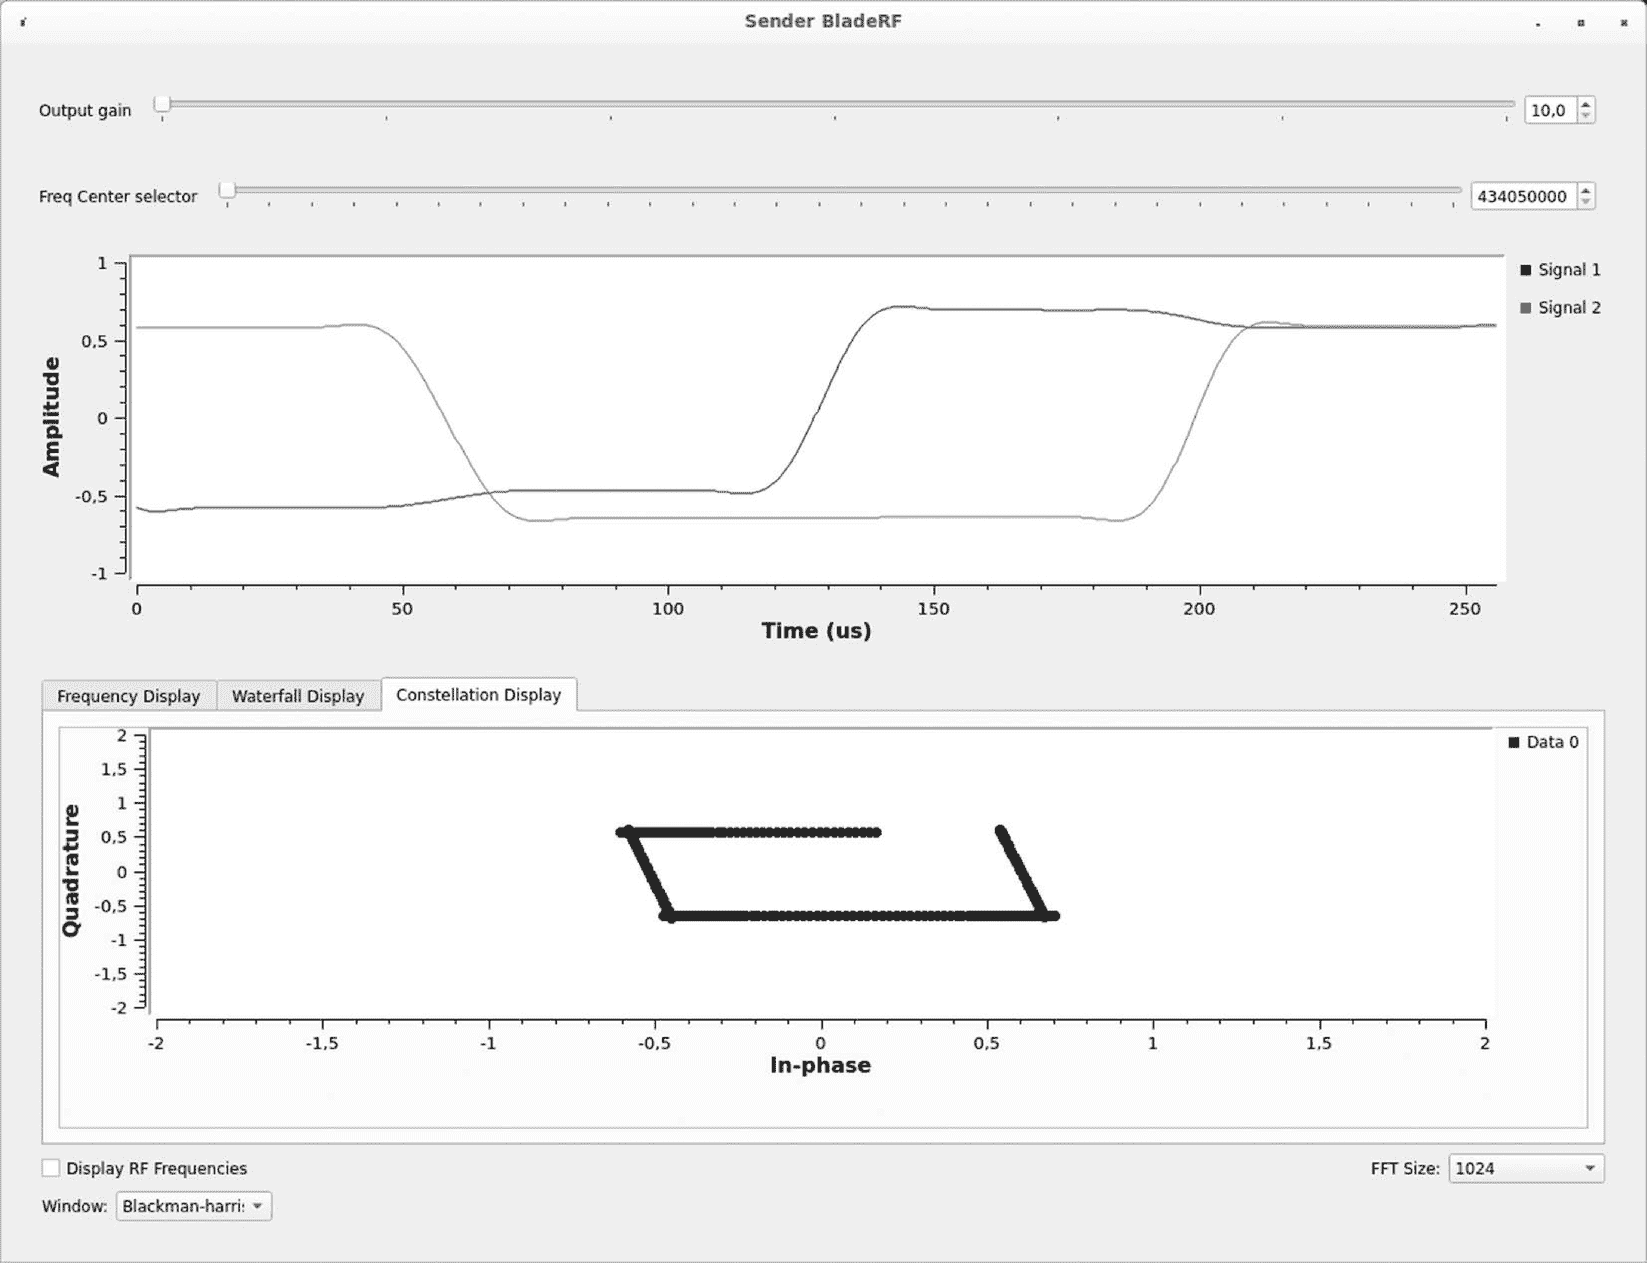 Sender BladeRF
Output gain
10,0
Freq Center selector
434050000
Signal 1
Signal 2
1
0,5
0
-0,5
-1
Amplitude
0 50 100 150 200 250
Time (us)
Frequency Display Waterfall Display Constellation Display
Data 0
2
1,5
1
0,5
0
-0,5
-1
-1,5
-2
Quadrature
-2 -1,5 -1 -0,5 0 0,5 1 1,5 2
In-phase
Display RF Frequencies
FFT Size: 1024
Window: Blackman-harri: